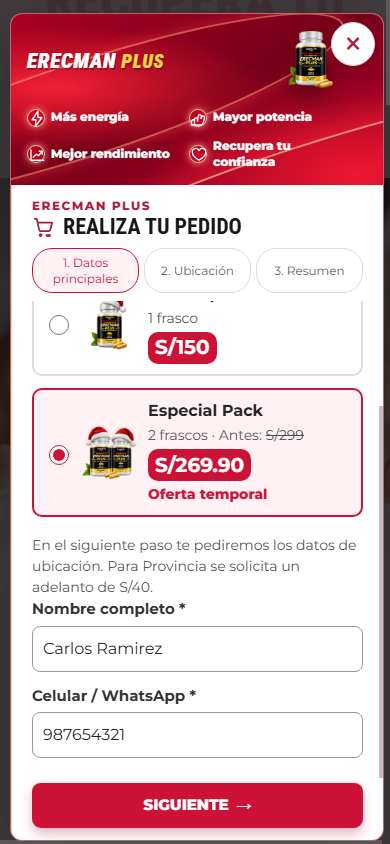 ERECMAN PLUS
Más energía
Mayor potencia
Mejor rendimiento
Recupera tu
confianza
ERECMAN PLUS
REALIZA TU PEDIDO
1. Datos
principales
2. Ubicación
3. Resumen
1 frasco
S/150
Especial Pack
2 frascos · Antes: S/299
S/269.90
Oferta temporal
En el siguiente paso te pediremos los datos de
ubicación. Para Provincia se solicita un
adelanto de S/40.
Nombre completo *
Carlos Ramirez
Celular / WhatsApp *
987654321
SIGUIENTE →